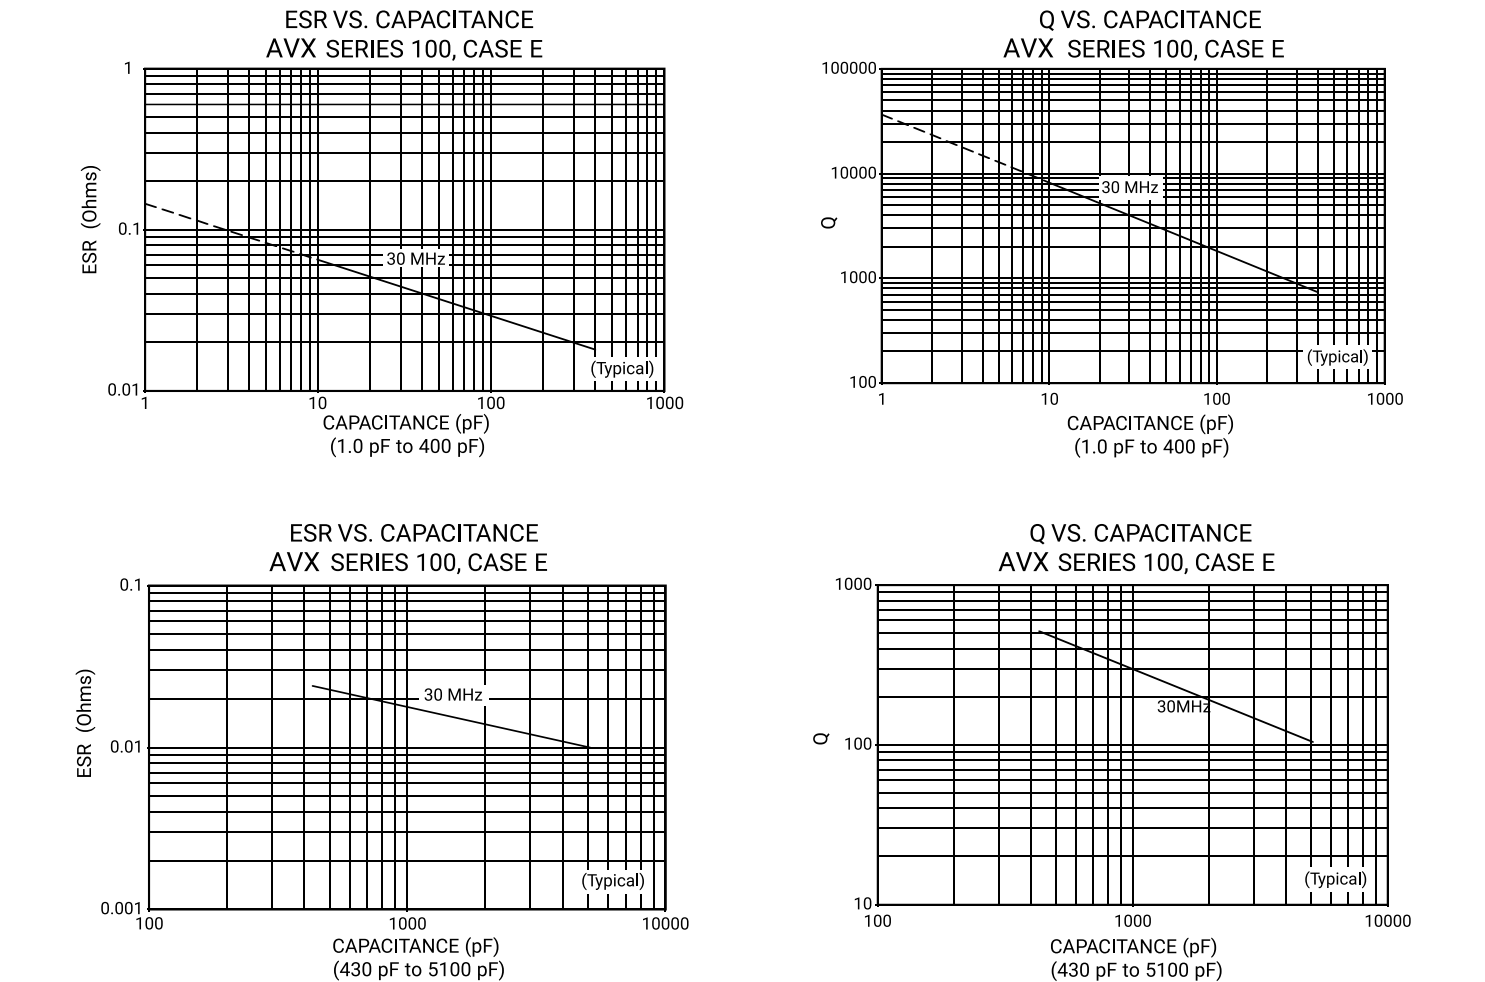 ESR VS. CAPACITANCE
AVX SERIES 100, CASE E
1
0.1
0.01
ESR (Ohms)
30 MHz
(Typical)
1 10 100 1000
CAPACITANCE (pF)
(1.0 pF to 400 pF)
Q VS. CAPACITANCE
AVX SERIES 100, CASE E
100000
10000
1000
100
Q
30 MHz
(Typical)
1 10 100 1000
CAPACITANCE (pF)
(1.0 pF to 400 pF)
ESR VS. CAPACITANCE
AVX SERIES 100, CASE E
0.1
0.01
0.001
ESR (Ohms)
30 MHz
(Typical)
100 1000 10000
CAPACITANCE (pF)
(430 pF to 5100 pF)
Q VS. CAPACITANCE
AVX SERIES 100, CASE E
1000
100
10
Q
30MHz
(Typical)
100 1000 10000
CAPACITANCE (pF)
(430 pF to 5100 pF)